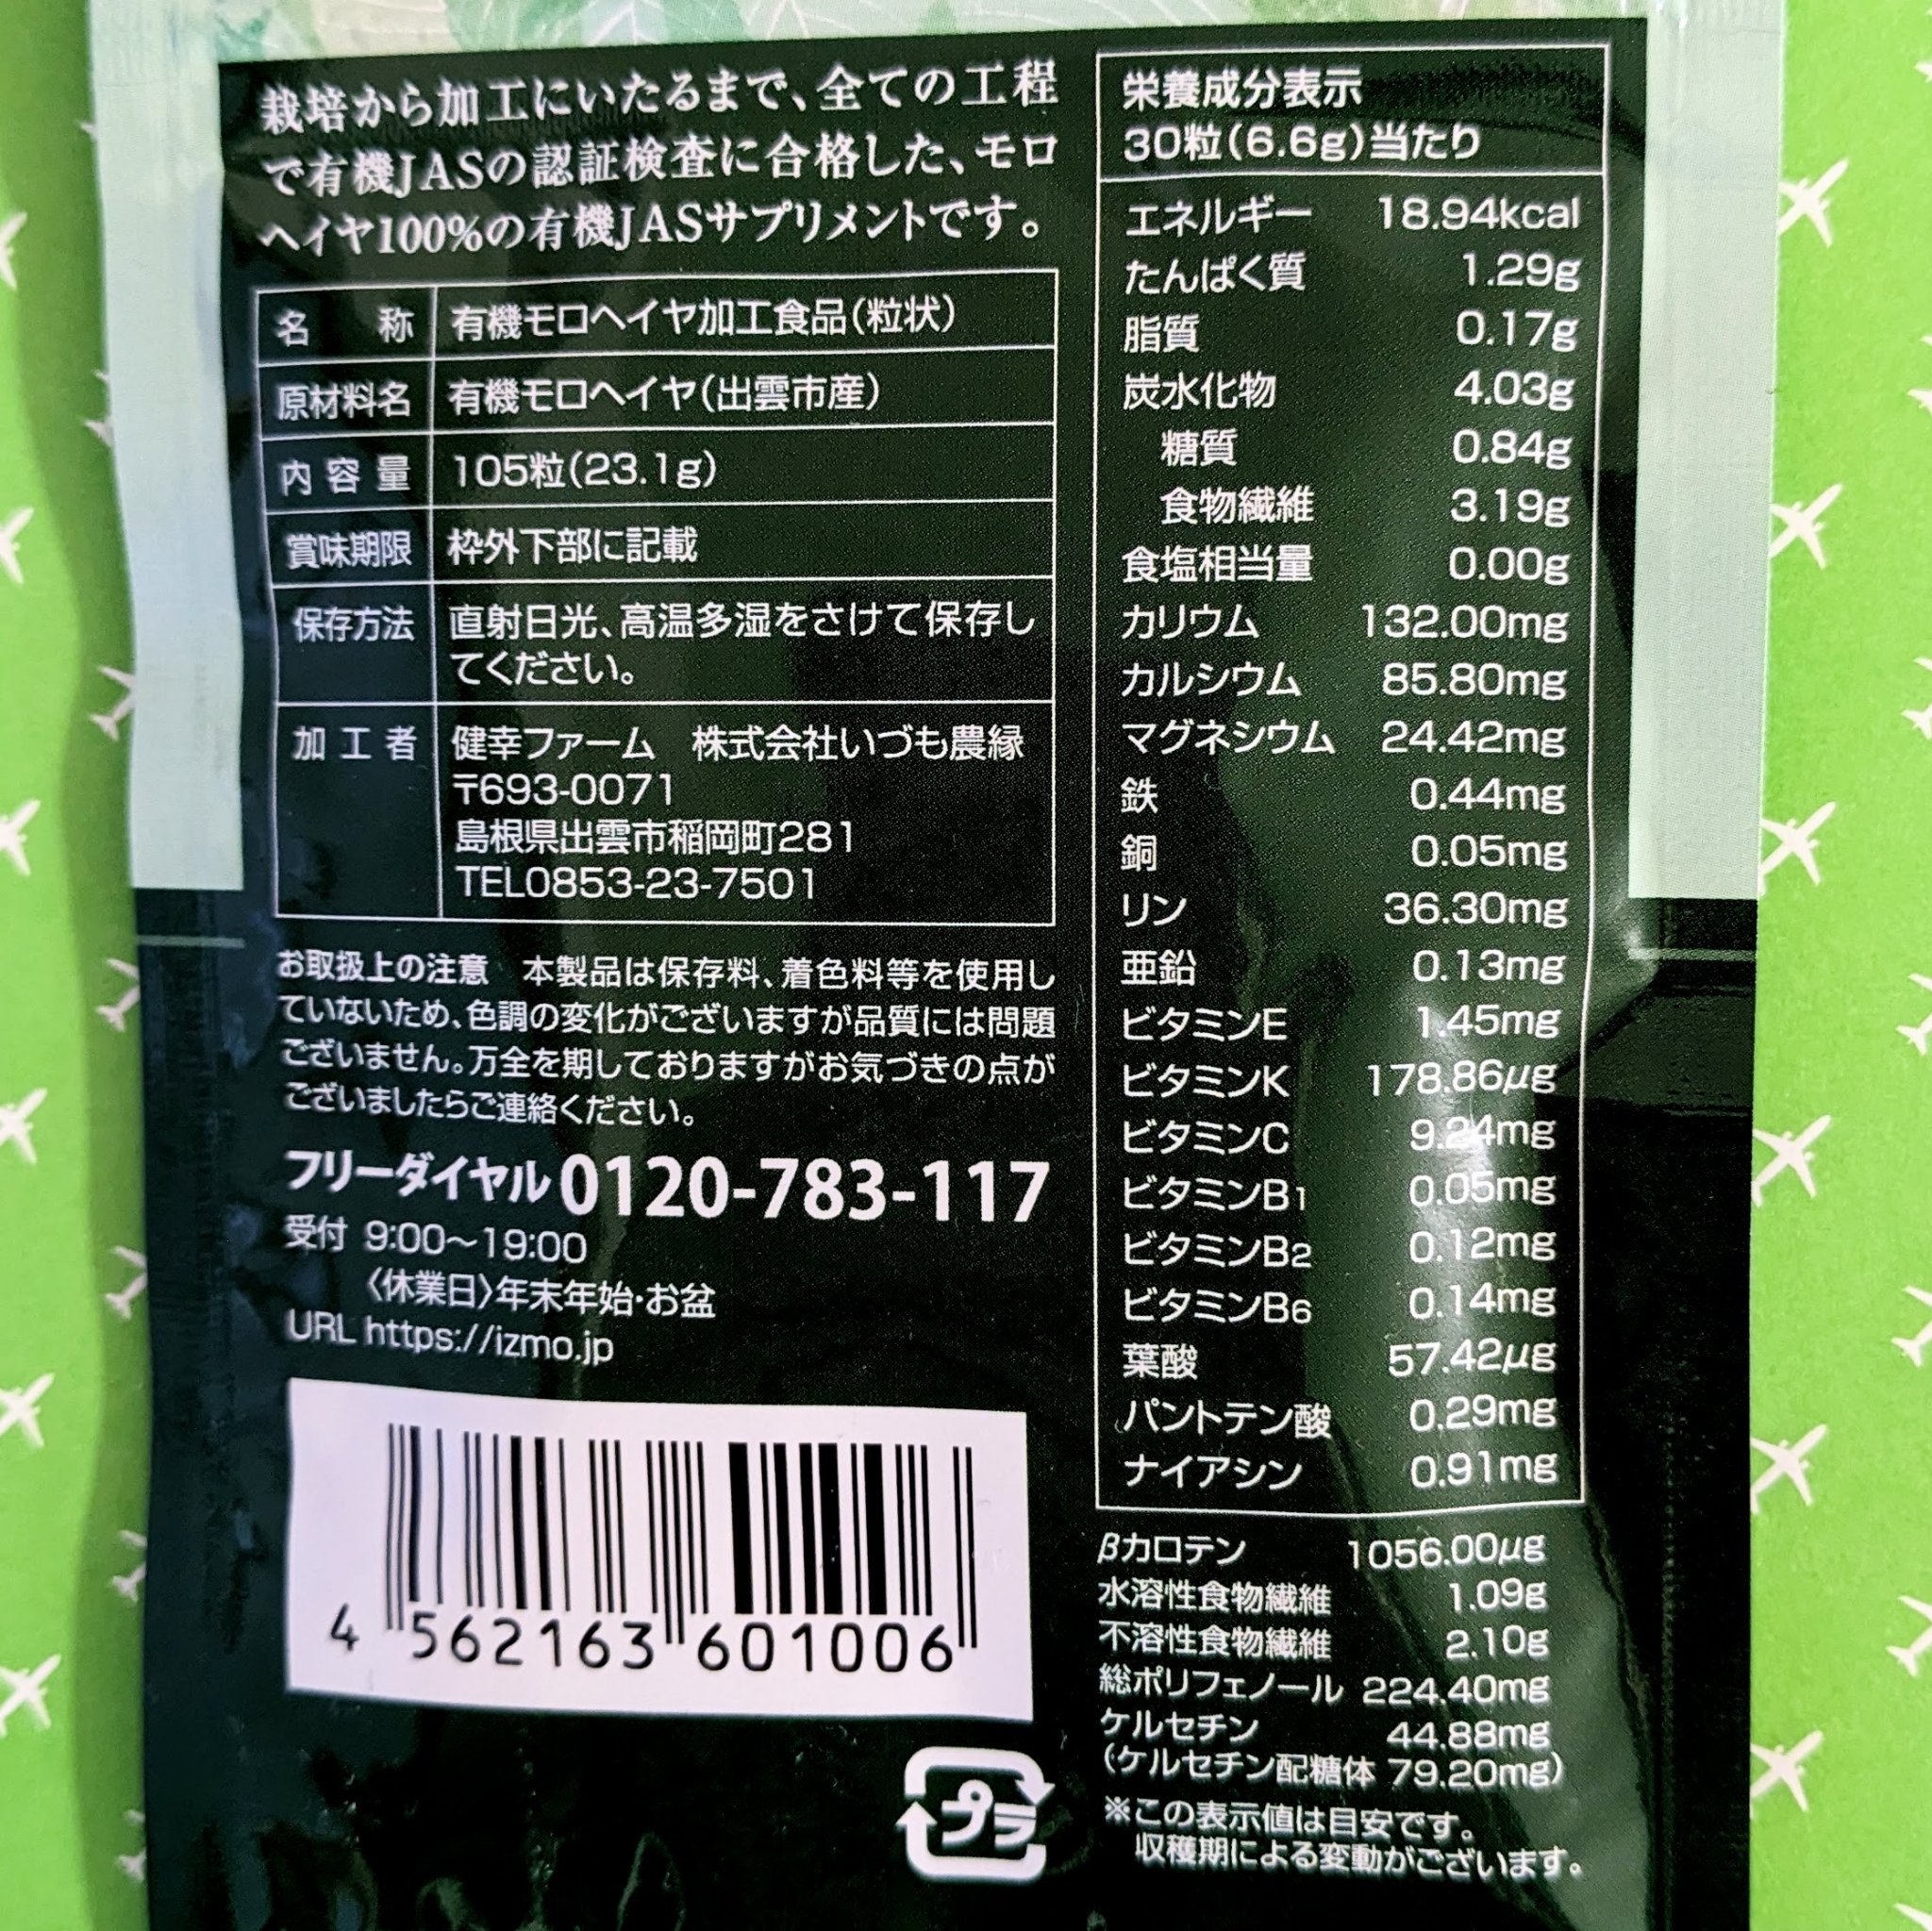 栽培から加工にいたるまで、全ての工程
で有機JASの認証検査に合格した、モロ
ヘイヤ100%の有機JASサプリメントです。
名称 有機モロヘイヤ加工食品(粒状)
原材料名 有機モロヘイヤ(出雲市産)
内容量 105粒(23.1g)
賞味期限 枠外下部に記載
保存方法 直射日光、高温多湿をさけて保存し
てください。
加工者 健幸ファーム 株式会社いづも農縁
〒693-0071
島根県出雲市稲岡町281
TEL0853-23-7501
お取扱上の注意 本製品は保存料、着色料等を使用し
ていないため、色調の変化がございますが品質には問題
ございません。万全を期しておりますがお気づきの点が
ございましたらご連絡ください。
フリーダイヤル0120-783-117
受付 9:00〜19:00
〈休業日〉年末年始・お盆
URL https://izmo.jp
4 562163 601006
プラ
栄養成分表示
30粒(6.6g)当たり
エネルギー 18.94kcal
たんぱく質 1.29g
脂質 0.17g
炭水化物 4.03g
糖質 0.84g
食物繊維 3.19g
食塩相当量 0.00g
カリウム 132.00mg
カルシウム 85.80mg
マグネシウム 24.42mg
鉄 0.44mg
銅 0.05mg
リン 36.30mg
亜鉛 0.13mg
ビタミンE 1.45mg
ビタミンK 178.86μg
ビタミンC 9.24mg
ビタミンB1 0.05mg
ビタミンB2 0.12mg
ビタミンB6 0.14mg
葉酸 57.42μg
パントテン酸 0.29mg
ナイアシン 0.91mg
βカロテン 1056.00μg
水溶性食物繊維 1.09g
不溶性食物繊維 2.10g
総ポリフェノール 224.40mg
ケルセチン 44.88mg
(ケルセチン配糖体 79.20mg)
※この表示値は目安です。
収穫期による変動がございます。